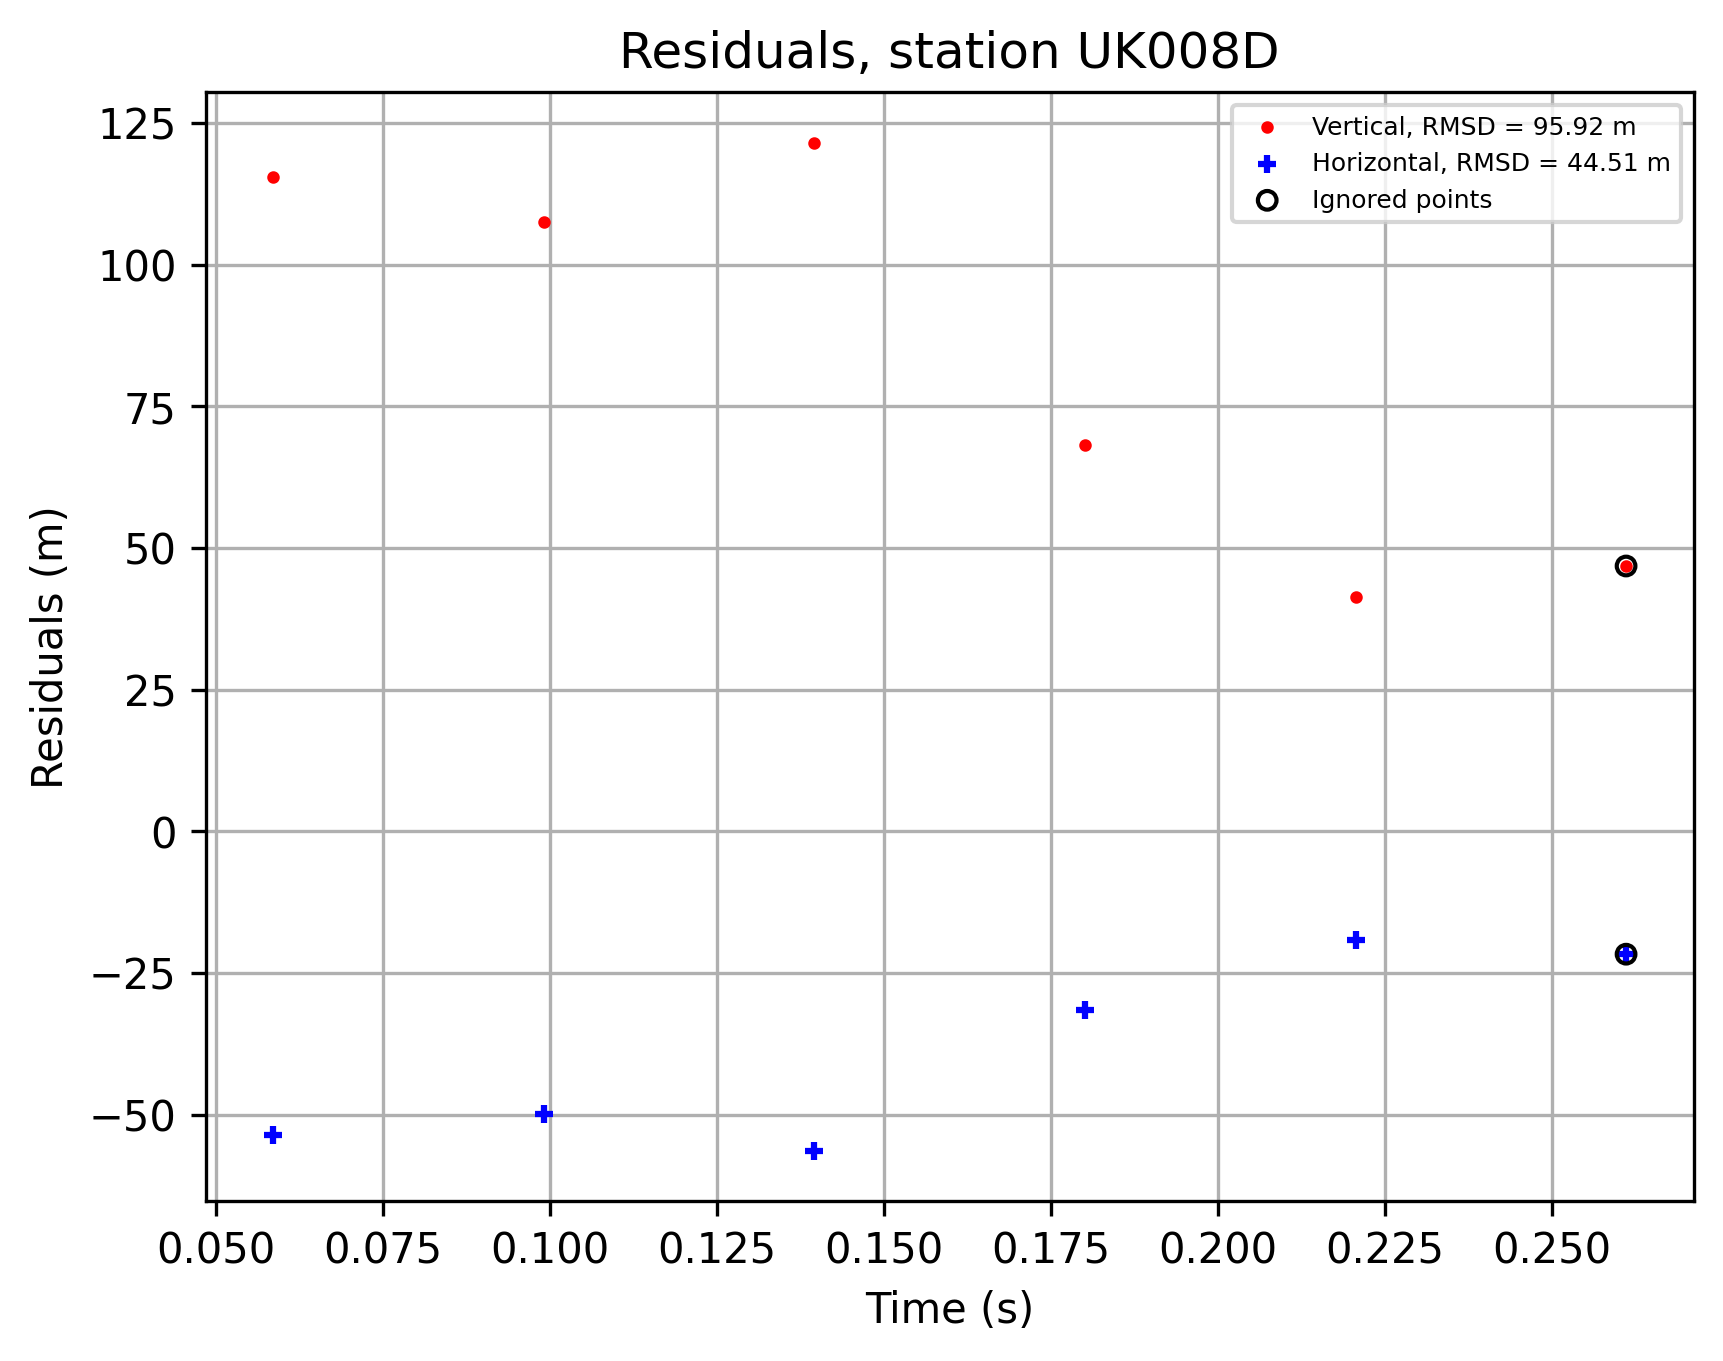 Residuals, station UK008D
Vertical, RMSD = 95.92 m
Horizontal, RMSD = 44.51 m
Ignored points
Residuals (m)
125
100
75
50
25
0
−25
−50
0.050 0.075 0.100 0.125 0.150 0.175 0.200 0.225 0.250
Time (s)